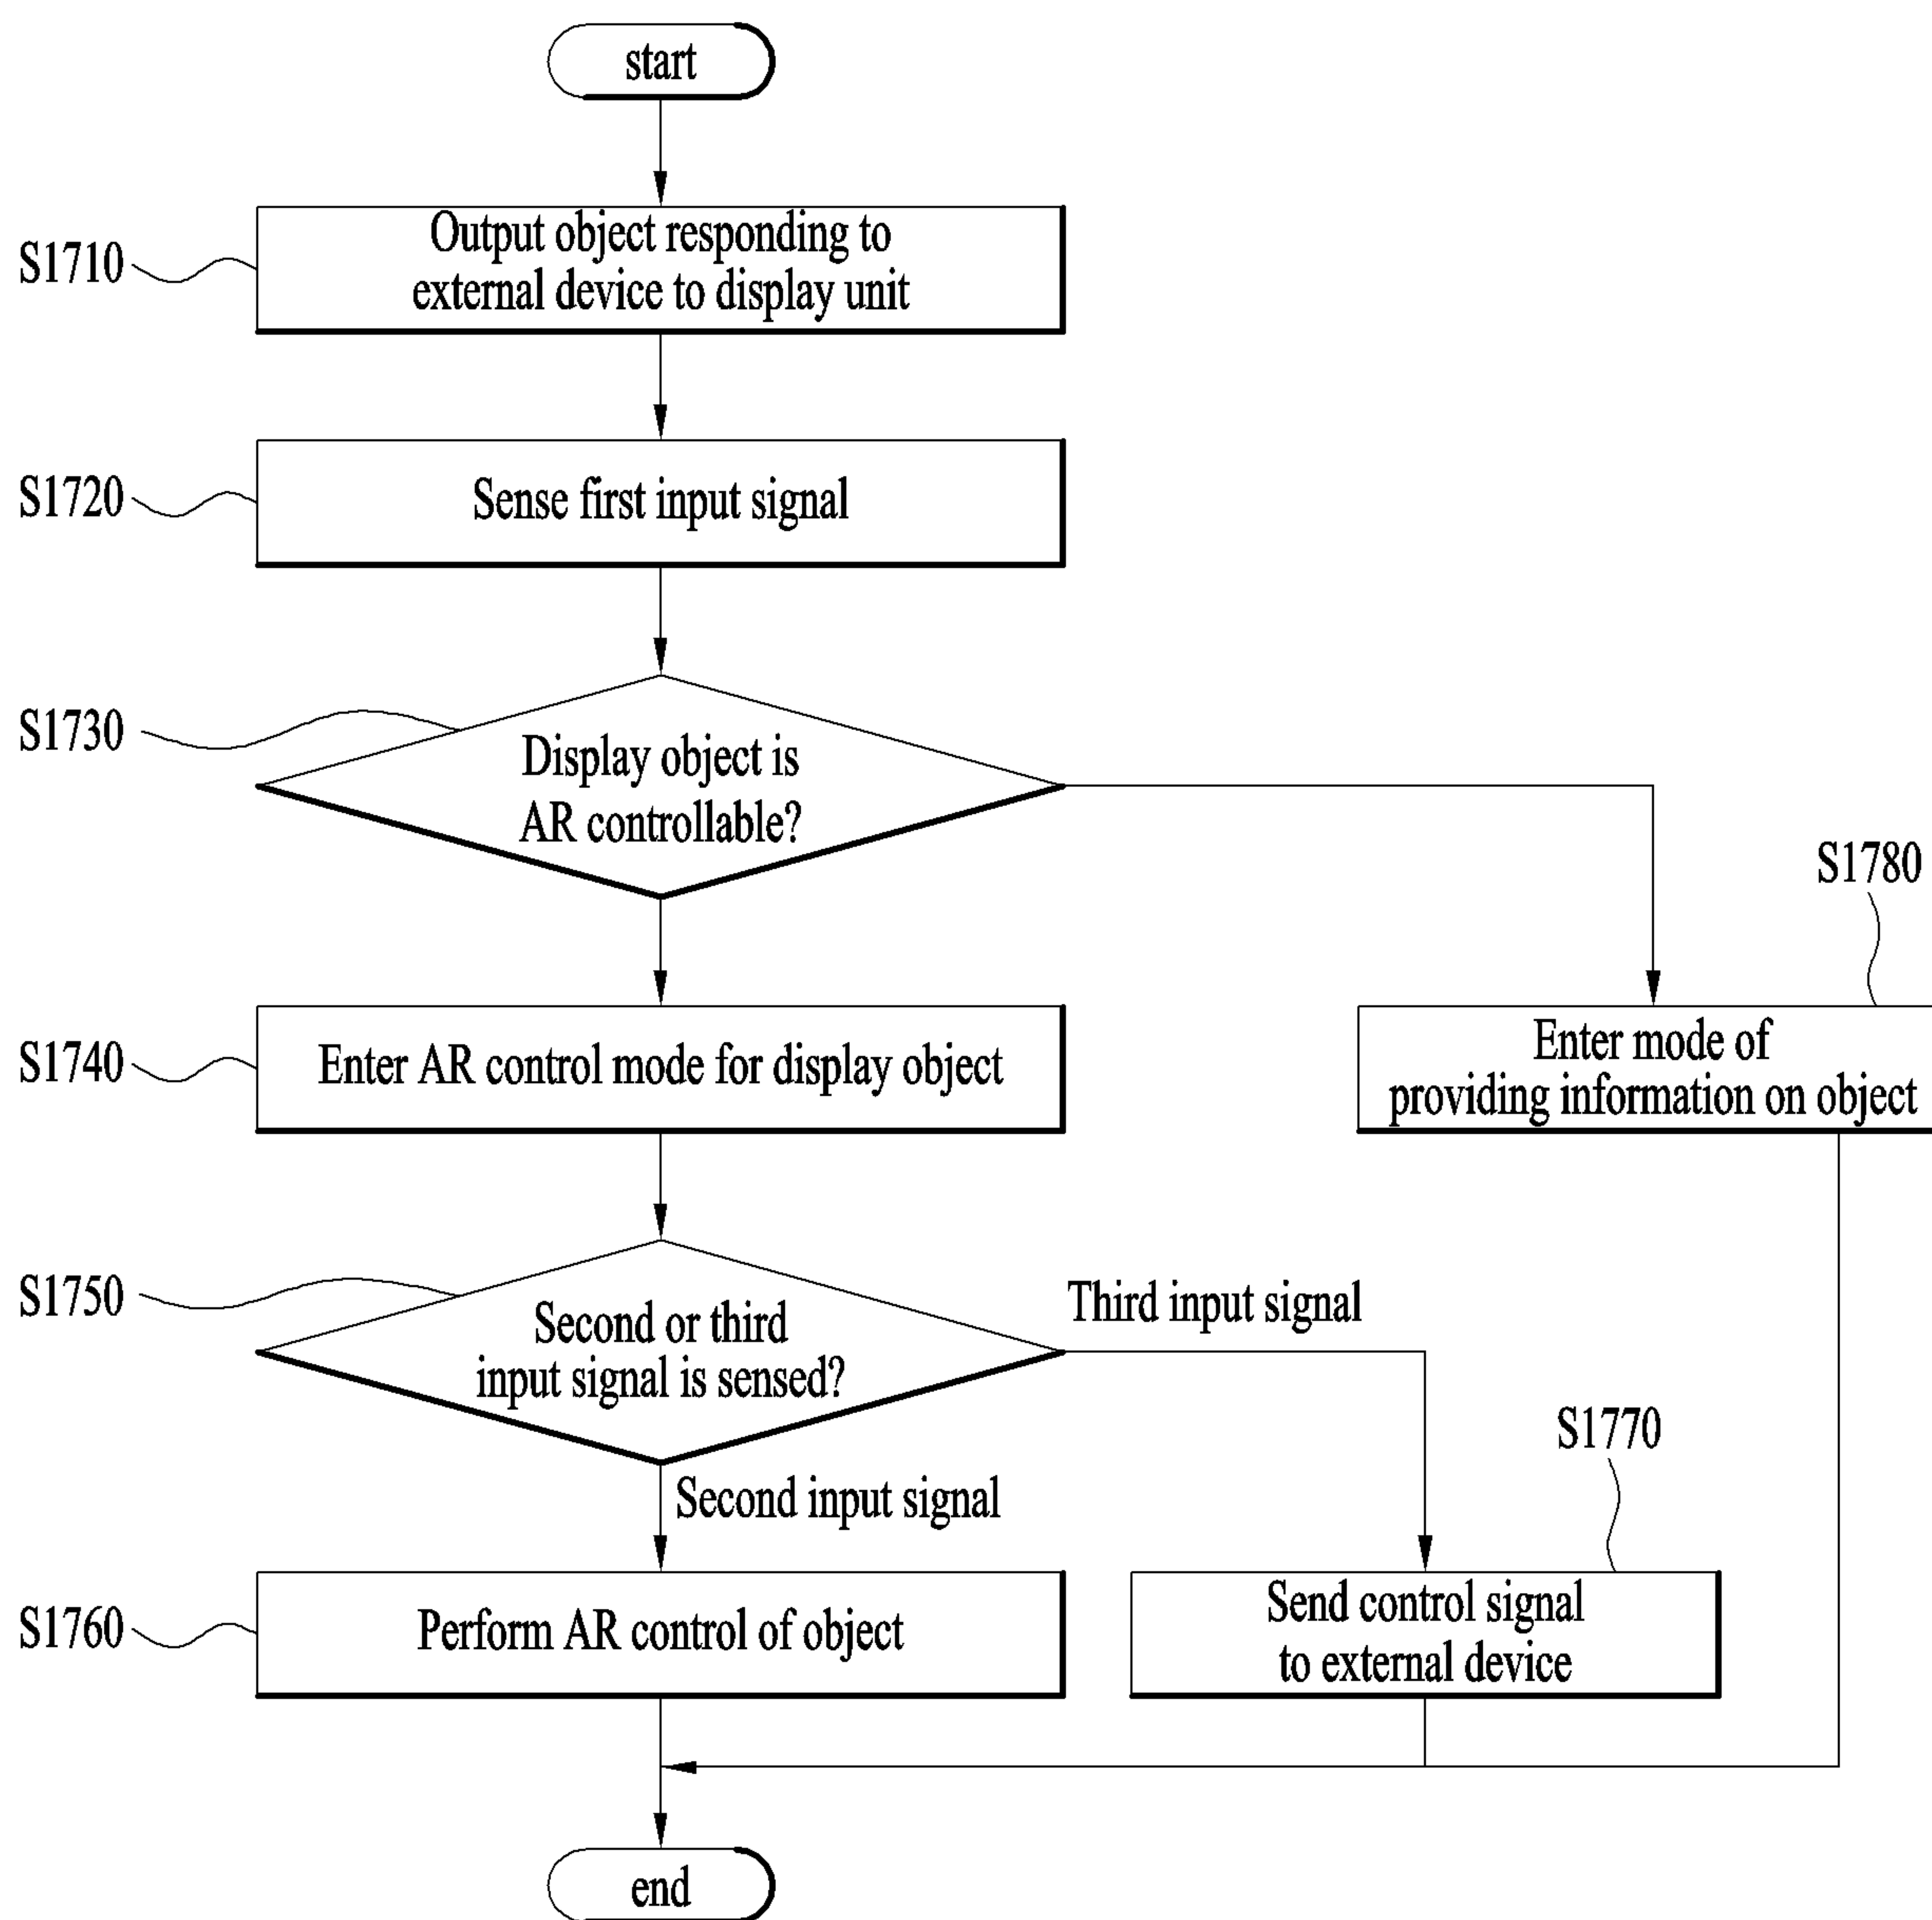 start
S1710
Output object responding to
external device to display unit
S1720
Sense first input signal
S1730
Display object is
AR controllable?
S1780
S1740
Enter AR control mode for display object
Enter mode of
providing information on object
S1750
Second or third
input signal is sensed?
Third input signal
S1770
Second input signal
S1760
Perform AR control of object
Send control signal
to external device
end